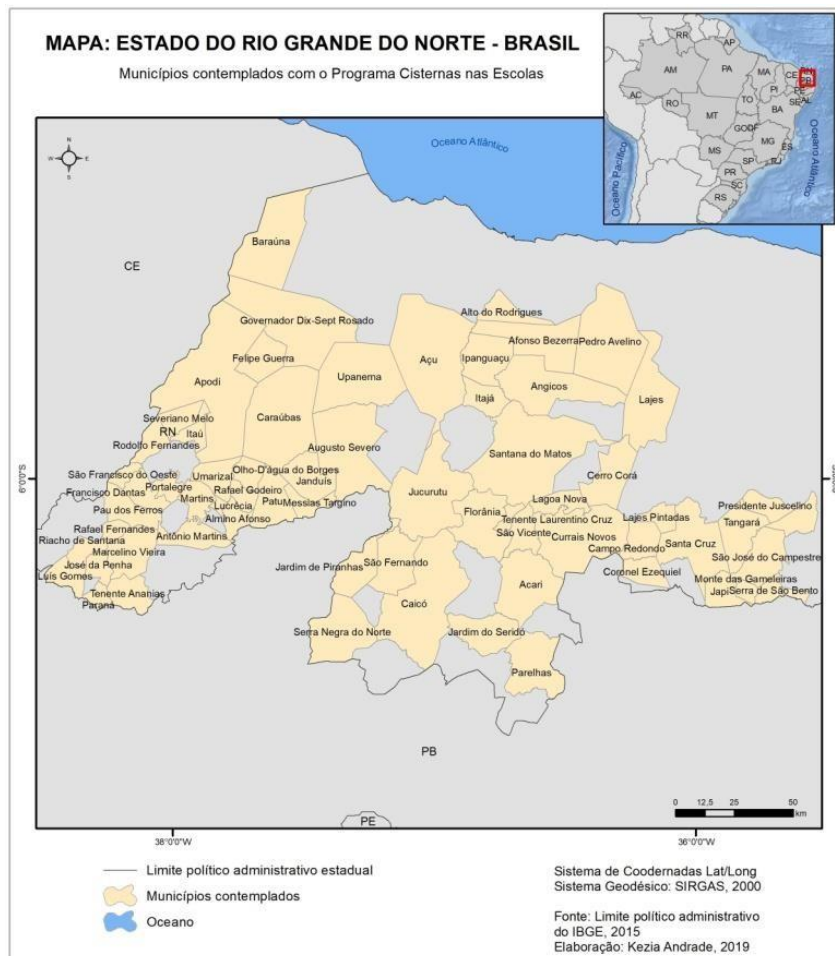 MAPA: ESTADO DO RIO GRANDE DO NORTE - BRASIL
Municípios contemplados com o Programa Cisternas nas Escolas
RR
AP
AM
PA
MA
CE
RN
PB
PE
PI
AL
SE
AC
RO
TO
BA
MT
GO
DF
MG
ES
MS
SP
RJ
PR
SC
RS
Oceano Pacífico
Oceano Atlântico
N
W
E
S
Oceano Atlântico
Baraúna
CE
Governador Dix-Sept Rosado
Alto do Rodrigues
Felipe Guerra
Açu
Ipanguaçu
Afonso Bezerra
Pedro Avelino
Apodi
Upanema
Itajá
Angicos
Lajes
Severiano Melo
RN
Itaú
Caraúbas
Rodolfo Fernandes
Augusto Severo
Santana do Matos
6°0'0"S
São Francisco do Oeste
Umarizal
Olho-D'água do Borges
Cerro Corá
Francisco Dantas
Portalegre
Rafael Godeiro
Janduís
Jucurutu
Lagoa Nova
Pau dos Ferros
Martins
Lucrécia
Patu
Messias Targino
Florânia
Tenente Laurentino Cruz
Lajes Pintadas
Presidente Juscelino
Tangará
Rafael Fernandes
Almino Afonso
São Vicente
Currais Novos
Santa Cruz
Riacho de Santana
Antônio Martins
Campo Redondo
São José do Campestre
Marcelino Vieira
José da Penha
Jardim de Piranhas
São Fernando
Acari
Coronel Ezequiel
Monte das Gameleiras
Luís Gomes
Tenente Ananias
Japi
Serra de São Bento
Paraná
Caicó
Serra Negra do Norte
Jardim do Seridó
Parelhas
PB
PE
0 12,5 25 50
km
38°0'0"W
36°0'0"W
Limite político administrativo estadual
Municípios contemplados
Oceano
Sistema de Coodernadas Lat/Long
Sistema Geodésico: SIRGAS, 2000
Fonte: Limite político administrativo
do IBGE, 2015
Elaboração: Kezia Andrade, 2019